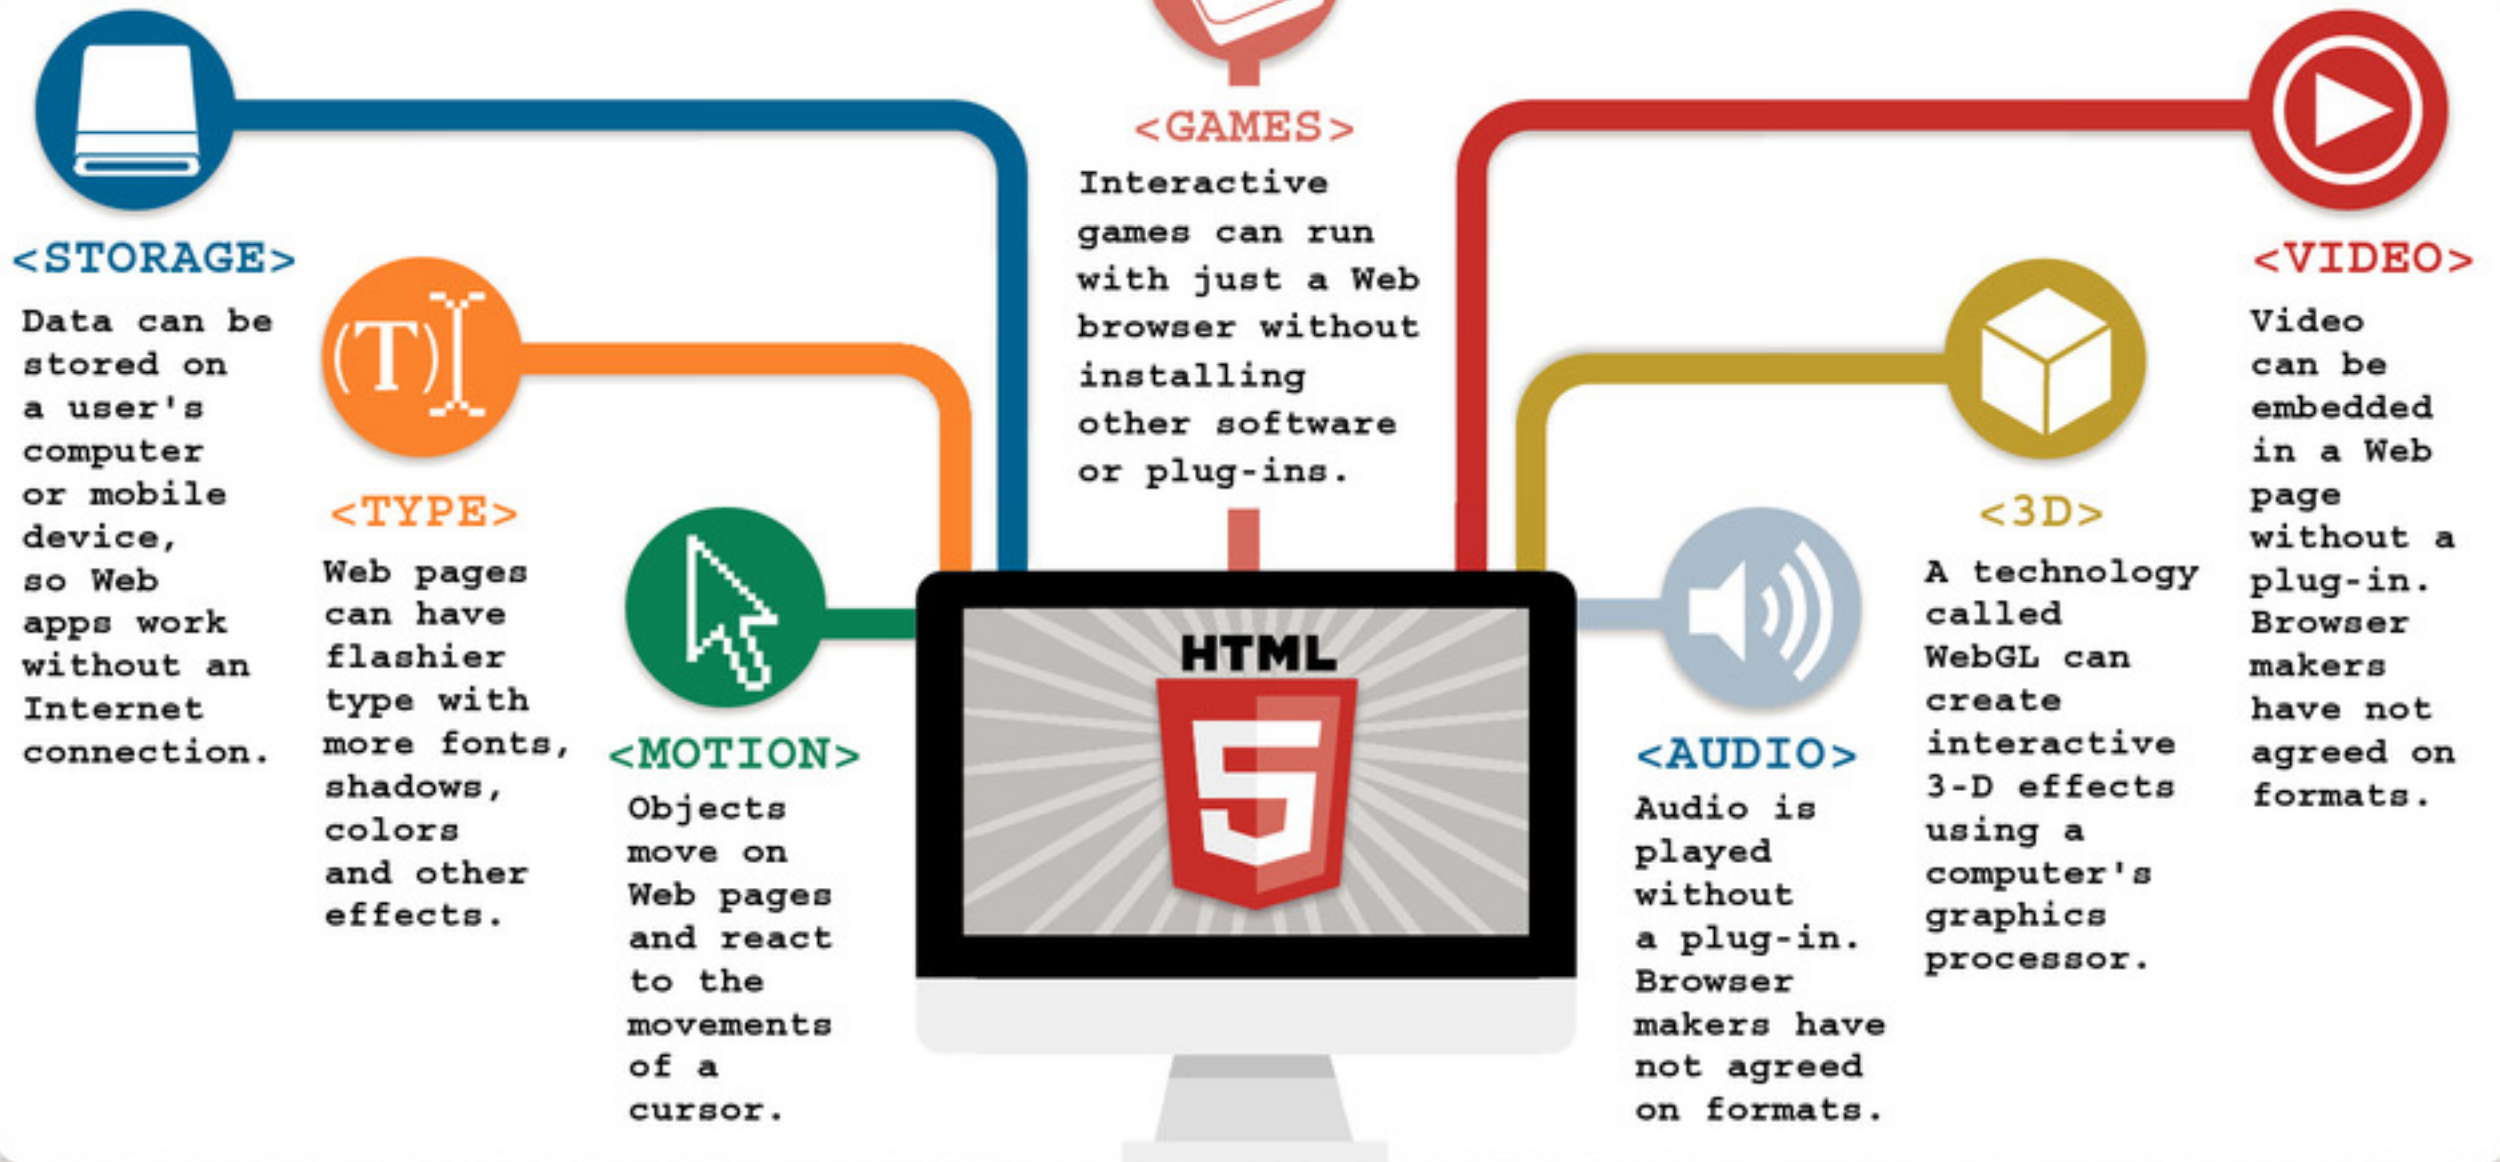 <STORAGE>
Data can be
stored on
a user's
computer
or mobile
device,
so Web
apps work
without an
Internet
connection.
(T)
<TYPE>
Web pages
can have
flashier
type with
more fonts,
shadows,
colors
and other
effects.
<MOTION>
Objects
move on
Web pages
and react
to the
movements
of a
cursor.
<GAMES>
Interactive
games can run
with just a Web
browser without
installing
other software
or plug-ins.
HTML
5
<AUDIO>
Audio is
played
without
a plug-in.
Browser
makers have
not agreed
on formats.
<3D>
A technology
called
WebGL can
create
interactive
3-D effects
using a
computer's
graphics
processor.
<VIDEO>
Video
can be
embedded
in a Web
page
without a
plug-in.
Browser
makers
have not
agreed on
formats.